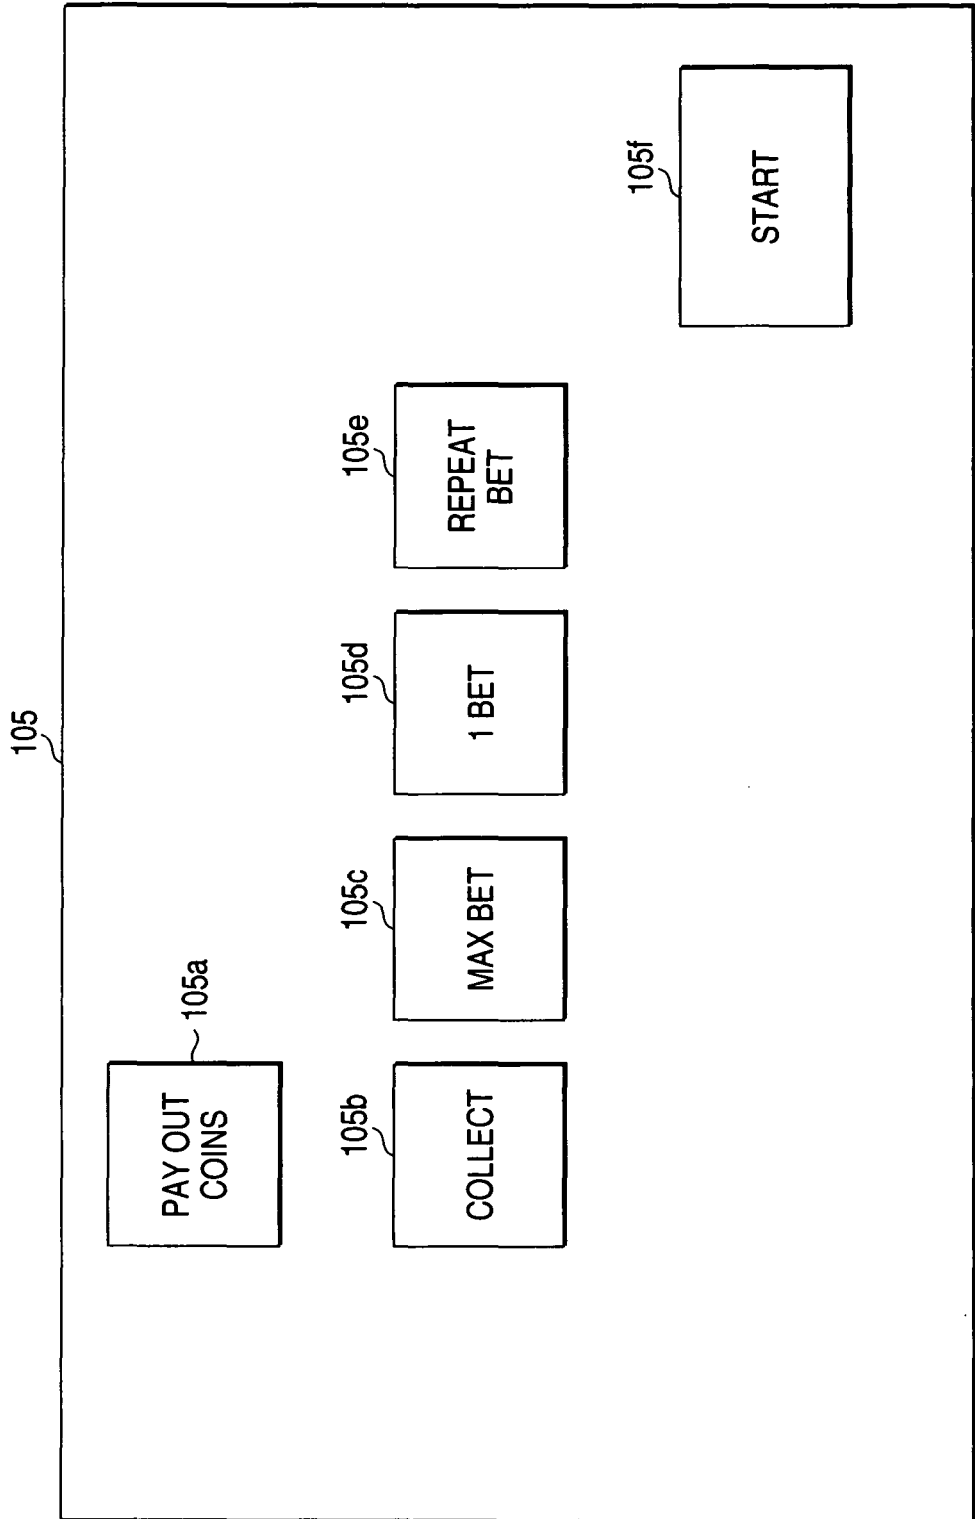 105
105a
PAY OUT
COINS
105b
COLLECT
105c
MAX BET
105d
1 BET
105e
REPEAT
BET
105f
START